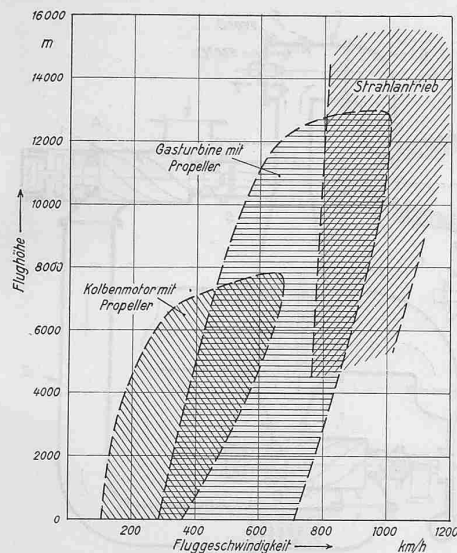 16000
m
14000
12000
10000
8000
6000
4000
2000
0
Flughöhe
Strahlantrieb
Gasturbine mit
Propeller
Kolbenmotor mit
Propeller
200
400
600
800
1000
1200
Fluggeschwindigkeit
km/h